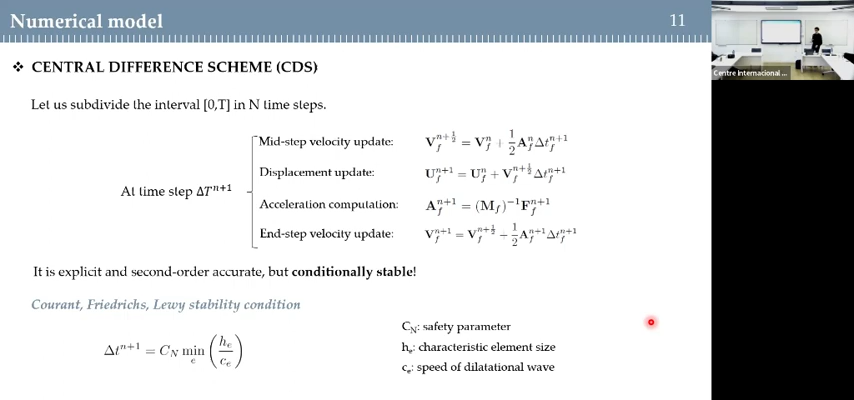 Numerical model
11
Centre Internacional ...
❖ CENTRAL DIFFERENCE SCHEME (CDS)
Let us subdivide the interval [0,T] in N time steps.
At time step ΔTⁿ⁺¹
Mid-step velocity update: V_f^{n+1/2} = V_f^n + 1/2 A_f^n Δt_f^{n+1}
Displacement update: U_f^{n+1} = U_f^n + V_f^{n+1/2} Δt_f^{n+1}
Acceleration computation: A_f^{n+1} = (M_f)^{-1} F_f^{n+1}
End-step velocity update: V_f^{n+1} = V_f^{n+1/2} + 1/2 A_f^{n+1} Δt_f^{n+1}
It is explicit and second-order accurate, but conditionally stable!
Courant, Friedrichs, Lewy stability condition
Δt^{n+1} = C_N min_e (h_e / c_e)
C_N: safety parameter
h_e: characteristic element size
c_e: speed of dilatational wave